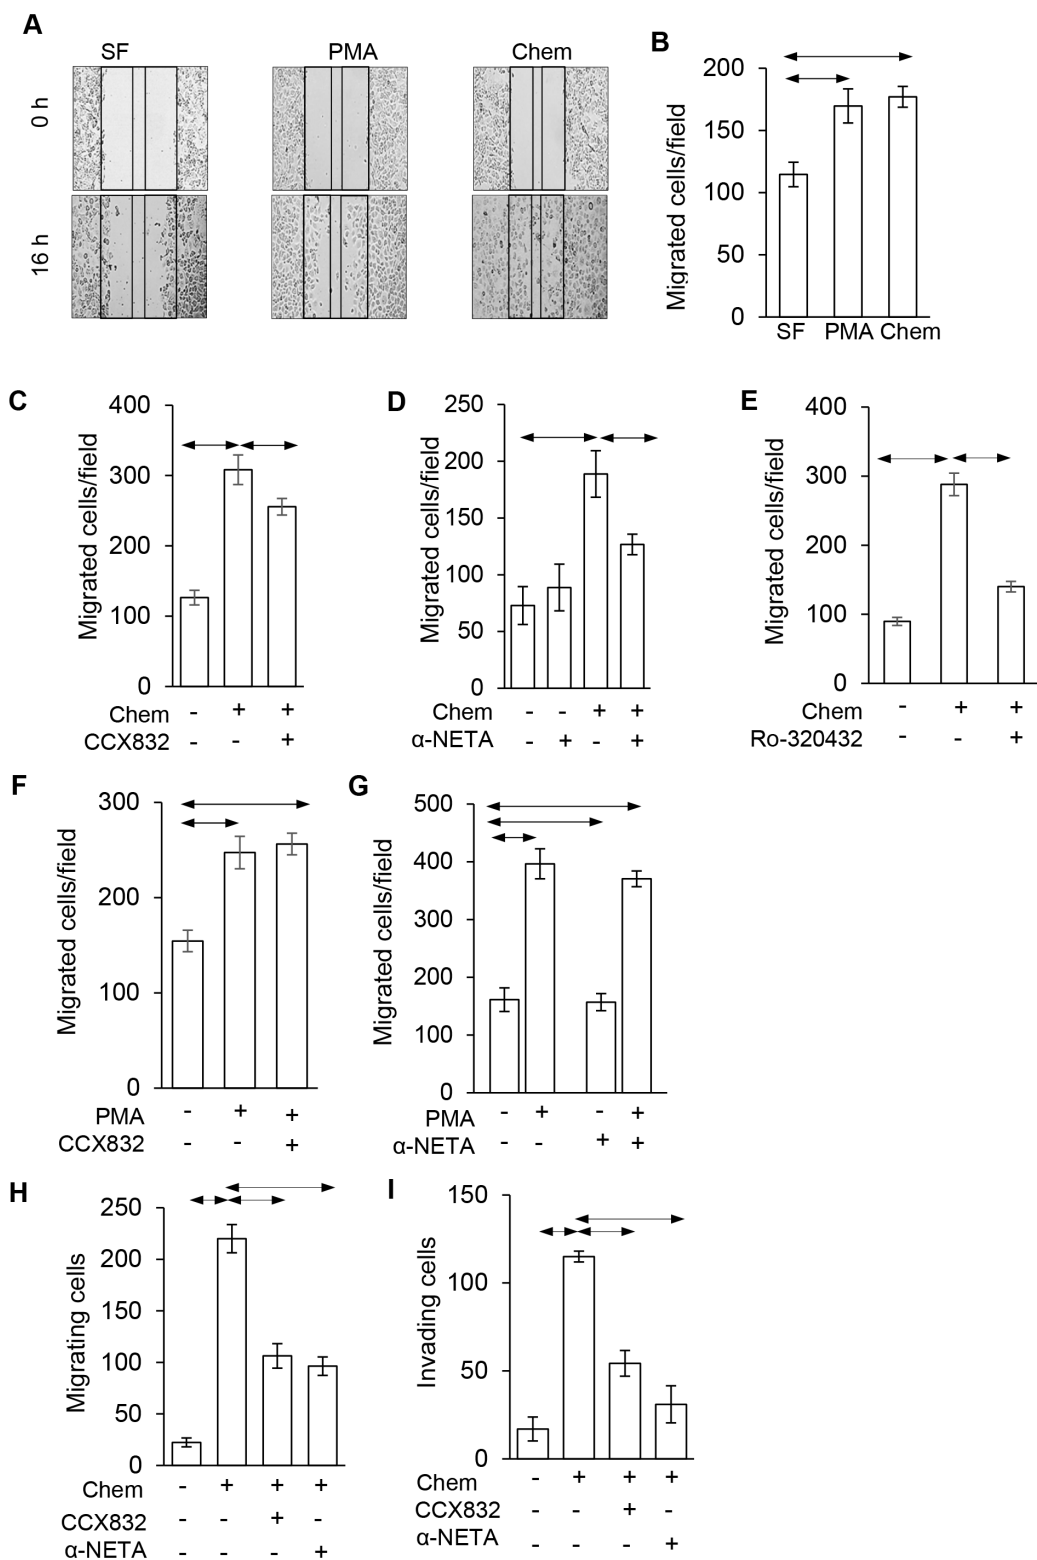 A
SF PMA Chem
0 h
16 h
B
Migrated cells/field
200
150
100
50
0
SF PMA Chem
C
Migrated cells/field
400
300
200
100
0
Chem - + +
CCX832 - - +
D
Migrated cells/field
250
200
150
100
50
0
Chem - - + +
α-NETA - + - +
E
Migrated cells/field
400
300
200
100
0
Chem - + +
Ro-320432 - - +
F
Migrated cells/field
300
200
100
0
PMA - + +
CCX832 - - +
G
Migrated cells/field
500
400
300
200
100
0
PMA - + - +
α-NETA - - + +
H
Migrating cells
250
200
150
100
50
0
Chem - + + +
CCX832 - - + -
α-NETA - - - +
I
Invading cells
150
100
50
0
Chem - + + +
CCX832 - - + -
α-NETA - - - +